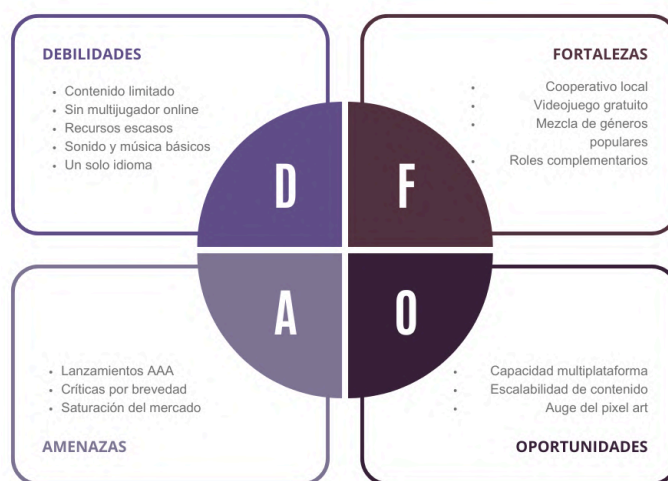 DEBILIDADES
• Contenido limitado
• Sin multijugador online
• Recursos escasos
• Sonido y música básicos
• Un solo idioma
FORTALEZAS
• Cooperativo local
• Videojuego gratuito
• Mezcla de géneros
populares
• Roles complementarios
D
F
A
O
• Lanzamientos AAA
• Críticas por brevedad
• Saturación del mercado
AMENAZAS
• Capacidad multiplataforma
• Escalabilidad de contenido
• Auge del pixel art
OPORTUNIDADES